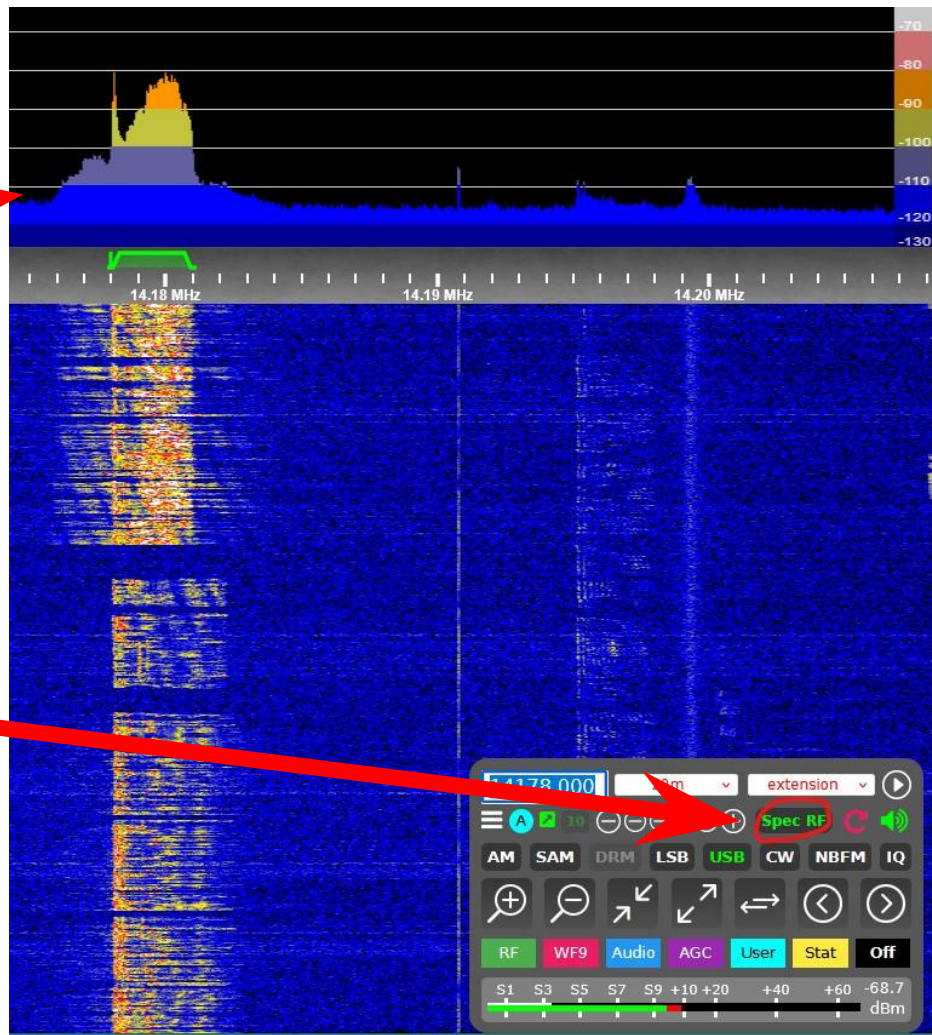 -70
-80
-90
-100
-110
-120
-130
14.18 MHz 14.19 MHz 14.20 MHz
14178.000 extension
A 10 Spec RF C
AM SAM DRM LSB USB CW NBFM IQ
RF WF9 Audio AGC User Stat Off
S1 S3 S5 S7 S9 +10 +20 +40 +60 -68.7
dBm